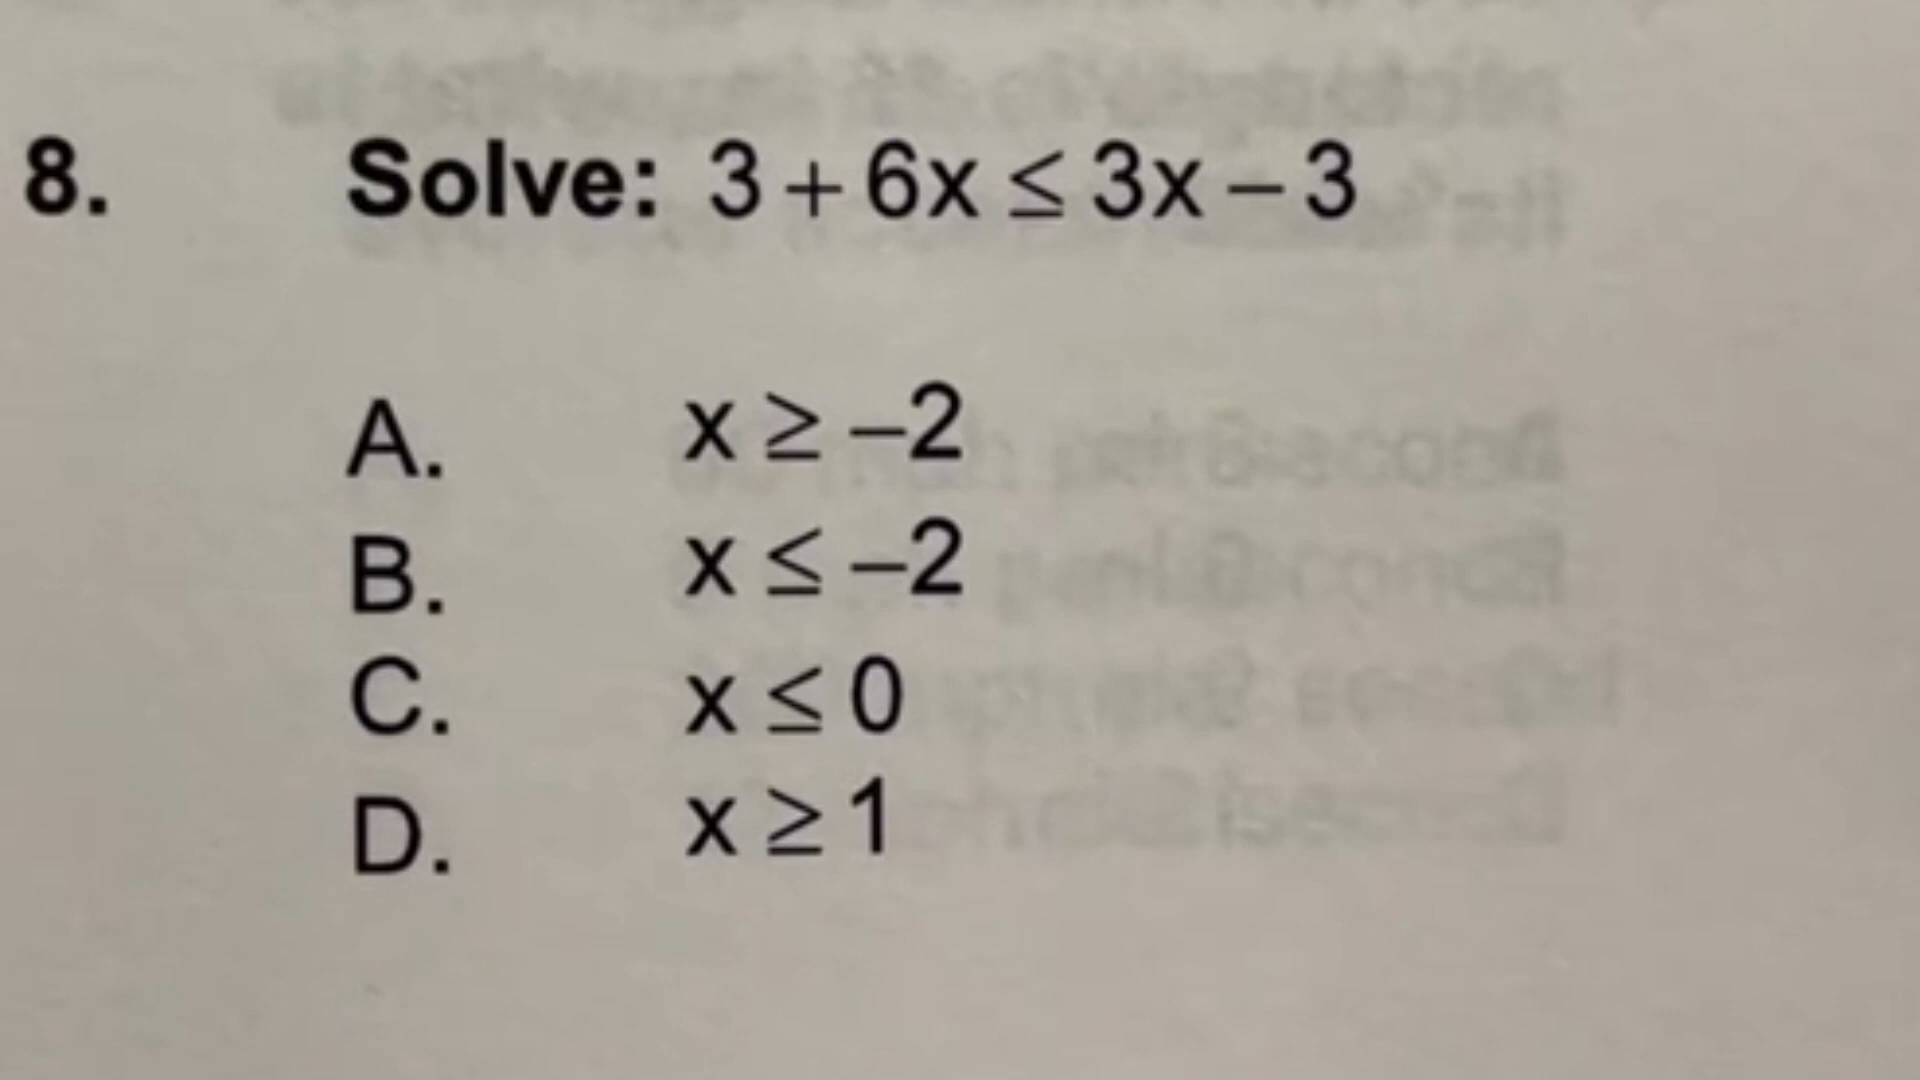 8. Solve: 3 + 6x ≤ 3x – 3
A. x ≥ –2
B. x ≤ –2
C. x ≤ 0
D. x ≥ 1